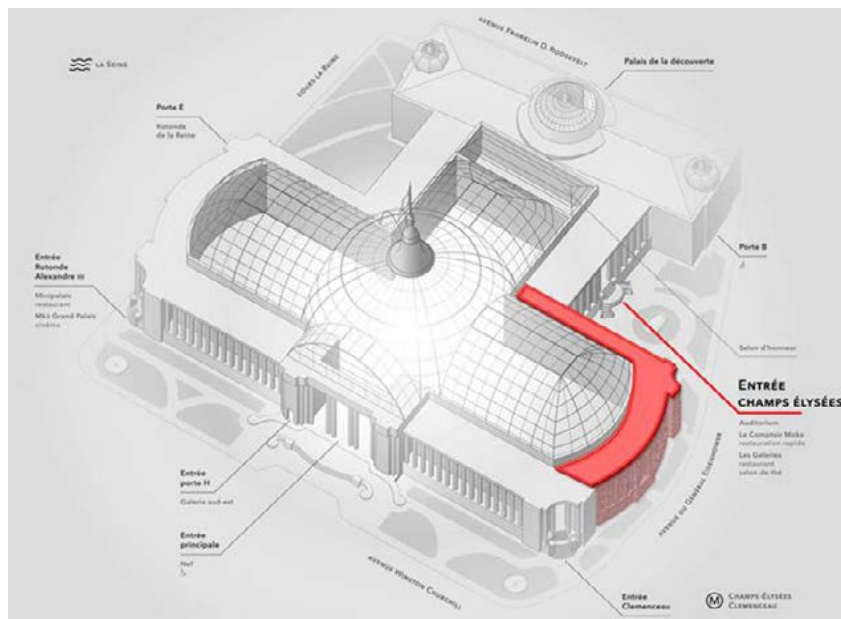 AVENUE FRANKLIN D. ROOSEVELT
LA SEINE
COURS-LA-REINE
Palais de la découverte
Porte E
Rotonde
de la Reine
Porte B
Entrée
Rotonde
Alexandre III
Minipalais
restaurant
Mk2 Grand Palais
cinéma
Salon d'honneur
ENTRÉE
CHAMPS ÉLYSÉES
Auditorium
Le Comptoir Moka
restauration rapide
Les Galeries
restaurant
salon de thé
AVENUE DU GÉNÉRAL EISENHOWER
Entrée
porte H
Galerie sud-est
Entrée
principale
Nef
AVENUE WINSTON CHURCHILL
Entrée
Clemenceau
M CHAMPS-ÉLYSÉES
CLEMENCEAU